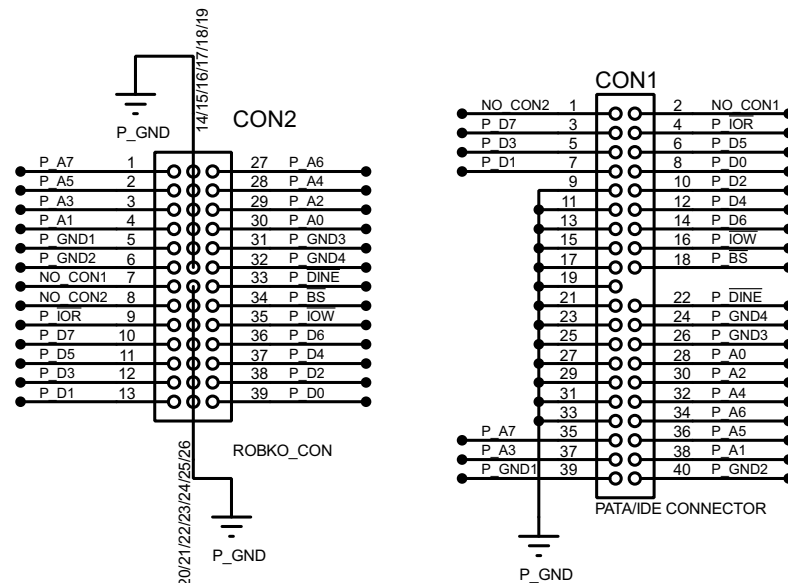 14/15/16/17/18/19
P_GND
CON2
P_A7 1 27 P_A6
P_A5 2 28 P_A4
P_A3 3 29 P_A2
P_A1 4 30 P_A0
P_GND1 5 31 P_GND3
P_GND2 6 32 P_GND4
NO_CON1 7 33 P_DINE
NO_CON2 8 34 P_BS
P_IOR 9 35 P_IOW
P_D7 10 36 P_D6
P_D5 11 37 P_D4
P_D3 12 38 P_D2
P_D1 13 39 P_D0
ROBKO_CON
20/21/22/23/24/25/26
P_GND
CON1
NO_CON2 1 2 NO_CON1
P_D7 3 4 P_IOR
P_D3 5 6 P_D5
P_D1 7 8 P_D0
9 10 P_D2
11 12 P_D4
13 14 P_D6
15 16 P_IOW
17 18 P_BS
19
21 22 P_DINE
23 24 P_GND4
25 26 P_GND3
27 28 P_A0
29 30 P_A2
31 32 P_A4
33 34 P_A6
P_A7 35 36 P_A5
P_A3 37 38 P_A1
P_GND1 39 40 P_GND2
PATA/IDE CONNECTOR
P_GND